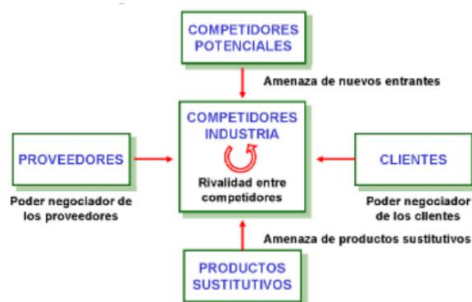 COMPETIDORES
POTENCIALES
Amenaza de nuevos entrantes
COMPETIDORES
INDUSTRIA
Rivalidad entre
competidores
PROVEEDORES
Poder negociador de
los proveedores
CLIENTES
Poder negociador
de los clientes
Amenaza de productos sustitutivos
PRODUCTOS
SUSTITUTIVOS